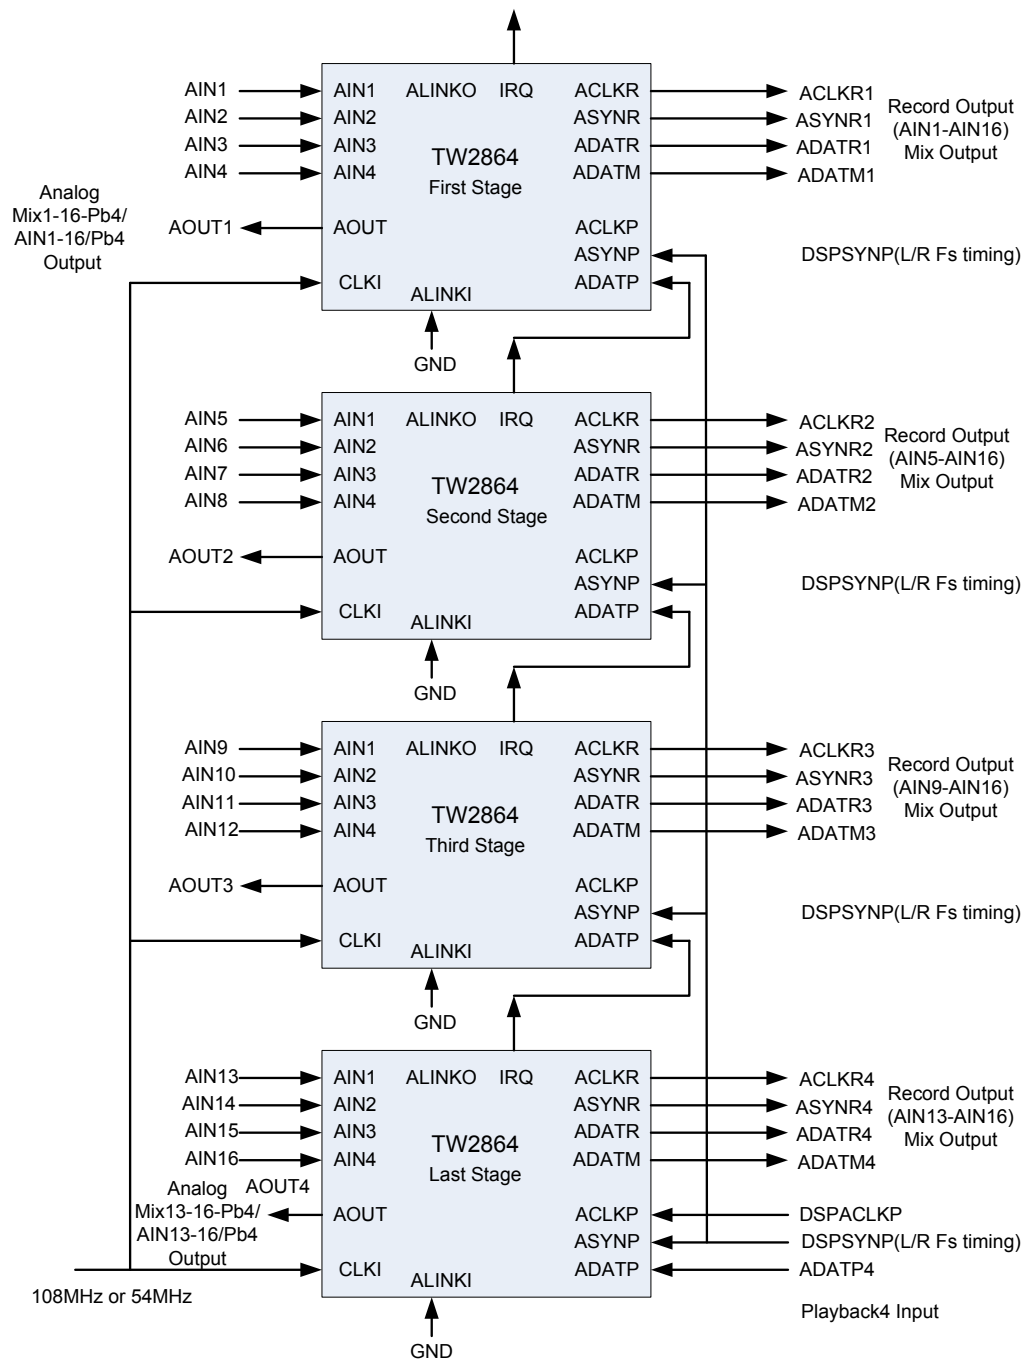 AIN1 AIN1 ALINKO IRQ ACLKR ACLKR1
AIN2 AIN2 ASYNR ASYNR1
AIN3 AIN3 ADATR ADATR1
AIN4 AIN4 ADATM ADATM1
Record Output
(AIN1-AIN16)
Mix Output
TW2864
First Stage
Analog
Mix1-16-Pb4/
AIN1-16/Pb4
Output
AOUT1 AOUT ACLKP
ASYNP DSPSYNP(L/R Fs timing)
CLKI ALINKI ADATP
GND
AIN5 AIN1 ALINKO IRQ ACLKR ACLKR2
AIN6 AIN2 ASYNR ASYNR2
AIN7 AIN3 ADATR ADATR2
AIN8 AIN4 ADATM ADATM2
Record Output
(AIN5-AIN16)
Mix Output
TW2864
Second Stage
AOUT2 AOUT ACLKP
ASYNP DSPSYNP(L/R Fs timing)
CLKI ALINKI ADATP
GND
AIN9 AIN1 ALINKO IRQ ACLKR ACLKR3
AIN10 AIN2 ASYNR ASYNR3
AIN11 AIN3 ADATR ADATR3
AIN12 AIN4 ADATM ADATM3
Record Output
(AIN9-AIN16)
Mix Output
TW2864
Third Stage
AOUT3 AOUT ACLKP
ASYNP DSPSYNP(L/R Fs timing)
CLKI ALINKI ADATP
GND
AIN13 AIN1 ALINKO IRQ ACLKR ACLKR4
AIN14 AIN2 ASYNR ASYNR4
AIN15 AIN3 ADATR ADATR4
AIN16 AIN4 ADATM ADATM4
Record Output
(AIN13-AIN16)
Mix Output
TW2864
Last Stage
Analog
Mix13-16-Pb4/
AIN13-16/Pb4
Output
AOUT4 AOUT ACLKP DSPACLKP
ASYNP DSPSYNP(L/R Fs timing)
CLKI ALINKI ADATP ADATP4
108MHz or 54MHz
Playback4 Input
GND